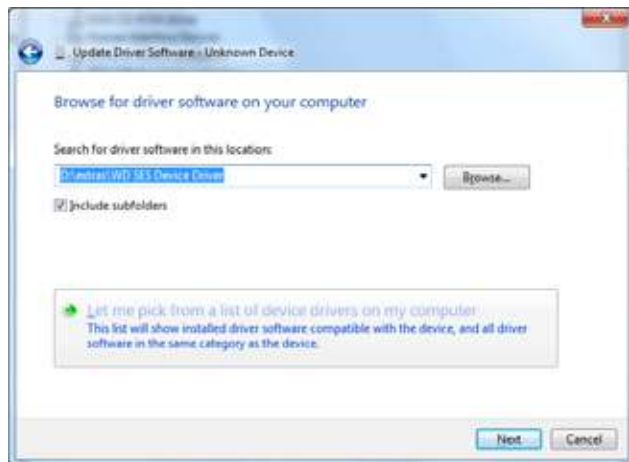 Update Driver Software - Unknown Device
Browse for driver software on your computer
Search for driver software in this location:
D:\extras\WD SES Device Driver
Browse...
Include subfolders
Let me pick from a list of device drivers on my computer
This list will show installed driver software compatible with the device, and all driver
software in the same category as the device.
Next
Cancel